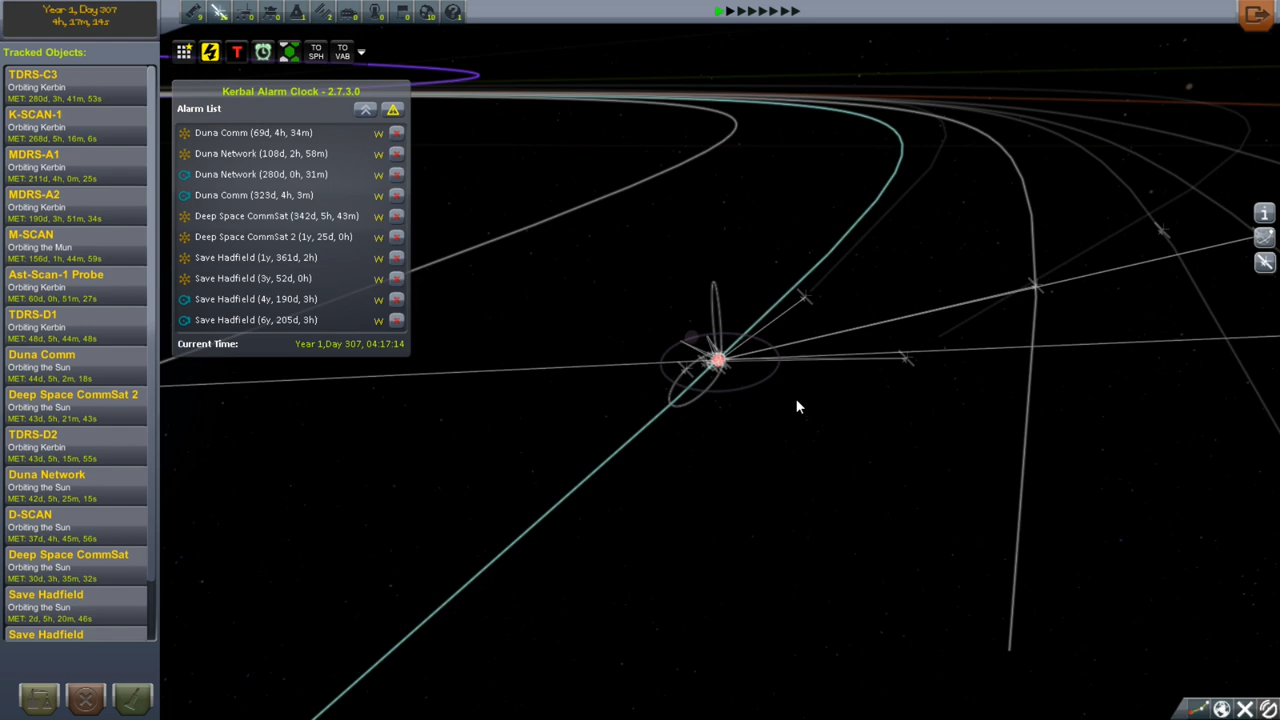 Year 1, Day 307
4h, 17m, 14s
Tracked Objects:
TDRS-C3
Orbiting Kerbin
MET: 280d, 3h, 41m, 53s
K-SCAN-1
Orbiting Kerbin
MET: 268d, 5h, 16m, 6s
MDRS-A1
Orbiting Kerbin
MET: 211d, 4h, 0m, 25s
MDRS-A2
Orbiting Kerbin
MET: 190d, 3h, 51m, 34s
M-SCAN
Orbiting the Mun
MET: 156d, 1h, 44m, 59s
Ast-Scan-1 Probe
Orbiting Kerbin
MET: 60d, 0h, 51m, 27s
TDRS-D1
Orbiting Kerbin
MET: 48d, 5h, 44m, 48s
Duna Comm
Orbiting the Sun
MET: 44d, 5h, 2m, 18s
Deep Space CommSat 2
Orbiting the Sun
MET: 43d, 5h, 21m, 43s
TDRS-D2
Orbiting Kerbin
MET: 43d, 5h, 15m, 55s
Duna Network
Orbiting the Sun
MET: 42d, 5h, 25m, 15s
D-SCAN
Orbiting the Sun
MET: 37d, 4h, 45m, 56s
Deep Space CommSat
Orbiting the Sun
MET: 30d, 3h, 35m, 32s
Save Hadfield
Orbiting the Sun
MET: 2d, 5h, 20m, 46s
Save Hadfield
T
TO SPH
TO VAB
Kerbal Alarm Clock - 2.7.3.0
Alarm List
Duna Comm (69d, 4h, 34m) W
Duna Network (108d, 2h, 58m) W
Duna Network (280d, 0h, 31m) W
Duna Comm (323d, 4h, 3m) W
Deep Space CommSat (342d, 5h, 43m) W
Deep Space CommSat 2 (1y, 25d, 0h) W
Save Hadfield (1y, 361d, 2h) W
Save Hadfield (3y, 52d, 0h) W
Save Hadfield (4y, 190d, 3h) W
Save Hadfield (6y, 205d, 3h) W
Current Time: Year 1,Day 307, 04:17:14